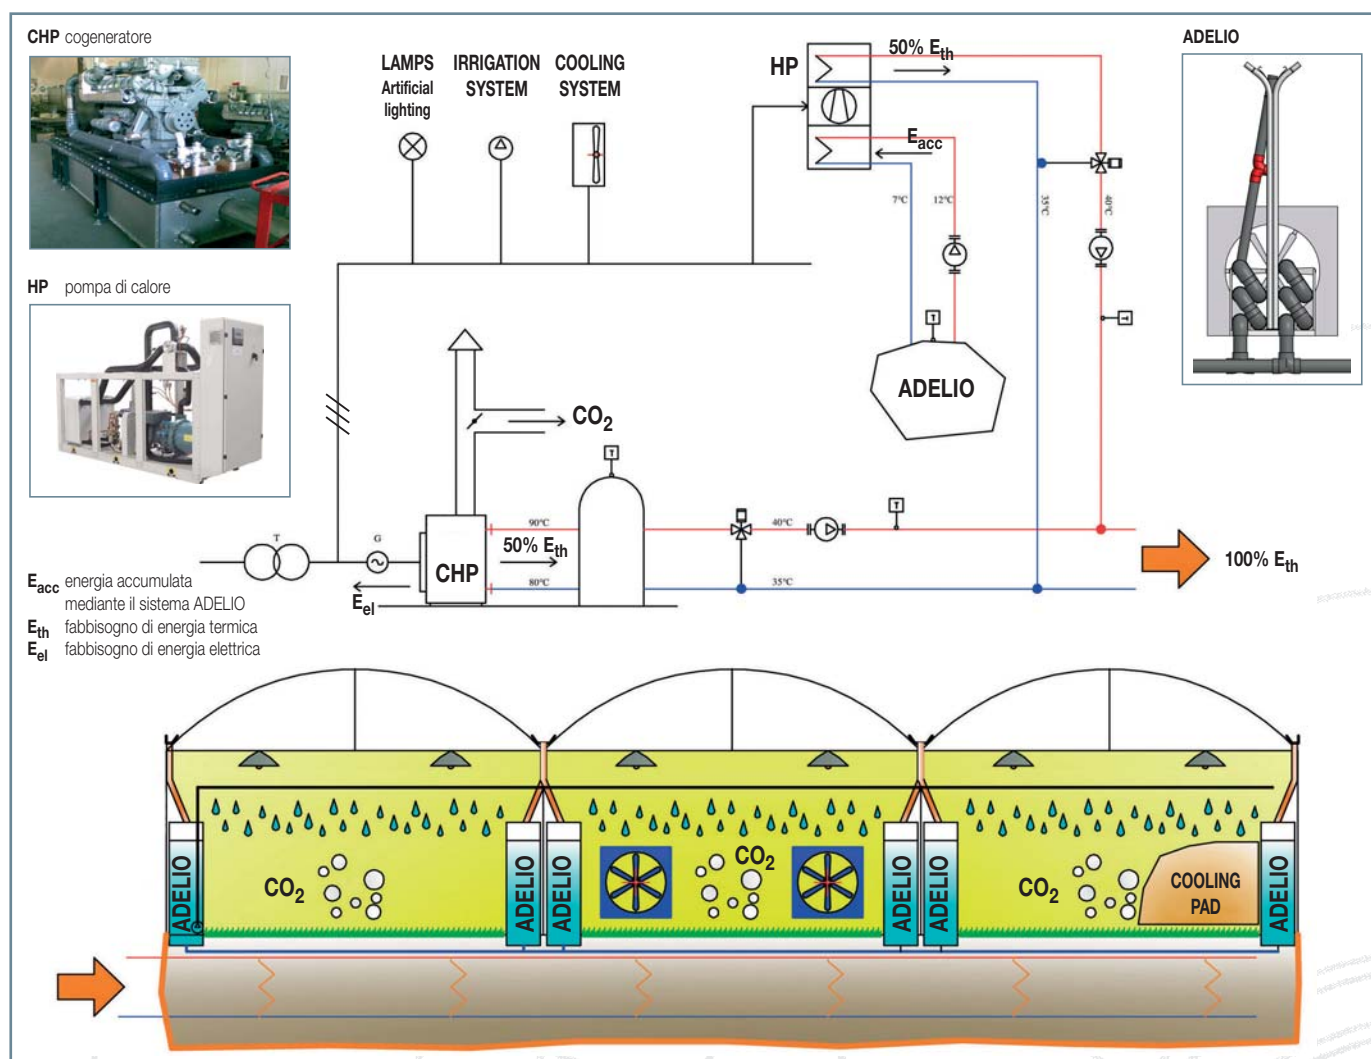 CHP cogeneratore
ADELIO
LAMPS
Artificial
lighting
IRRIGATION
SYSTEM
COOLING
SYSTEM
HP
50% Eth
Eacc
7°C
12°C
35°C
40°C
HP pompa di calore
T
T
ADELIO
CO2
T
T
90°C
40°C
T
G
50% Eth
CHP
80°C
35°C
Eel
100% Eth
Eacc energia accumulata
mediante il sistema ADELIO
Eth fabbisogno di energia termica
Eel fabbisogno di energia elettrica
ADELIO
CO2
ADELIO
ADELIO
CO2
ADELIO
ADELIO
CO2
COOLING
PAD
ADELIO